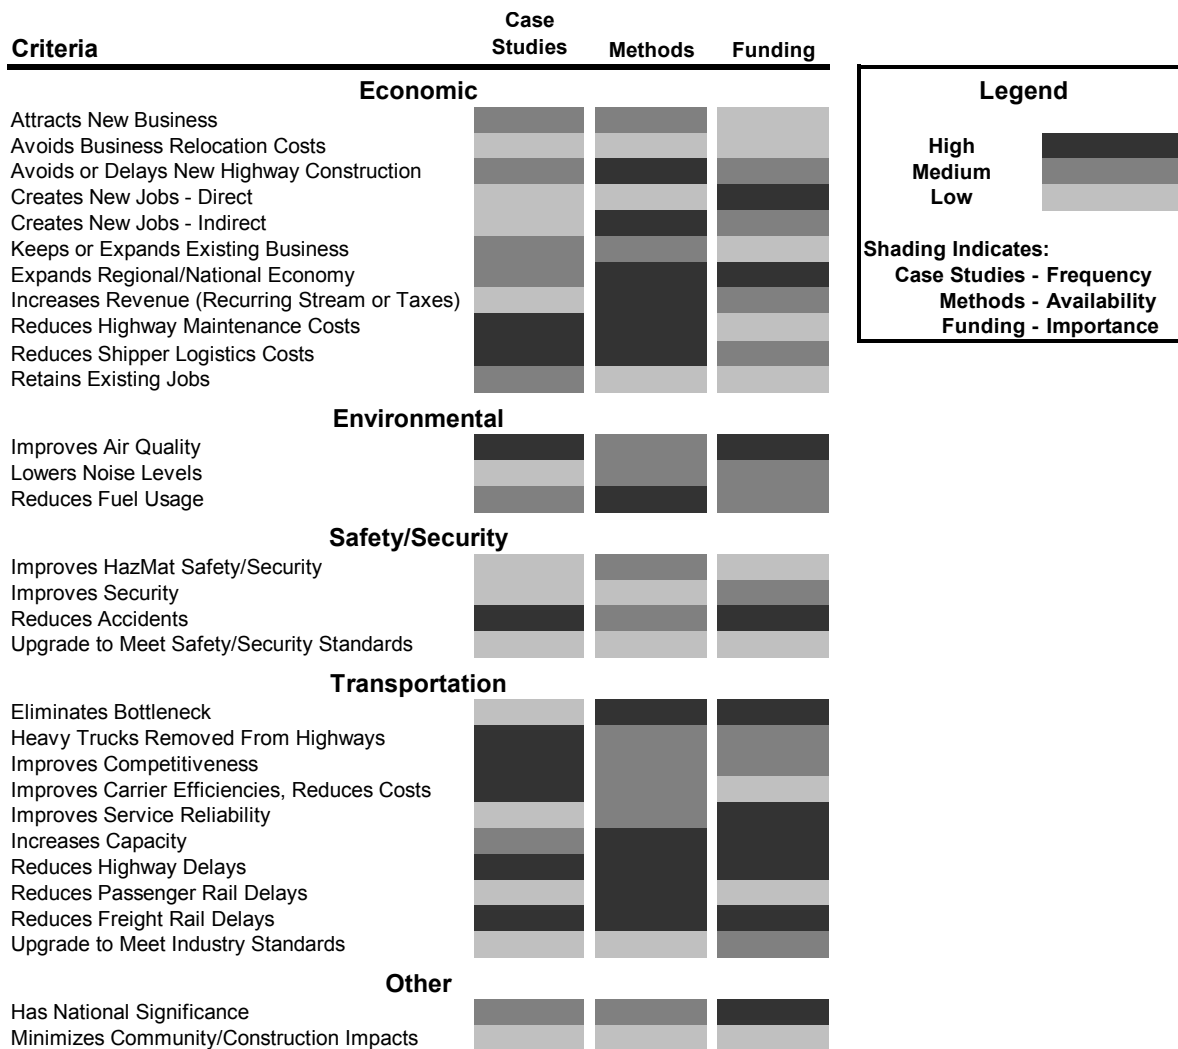 Case
Criteria Studies Methods Funding
Economic
Attracts New Business
Avoids Business Relocation Costs
Avoids or Delays New Highway Construction
Creates New Jobs - Direct
Creates New Jobs - Indirect
Keeps or Expands Existing Business
Expands Regional/National Economy
Increases Revenue (Recurring Stream or Taxes)
Reduces Highway Maintenance Costs
Reduces Shipper Logistics Costs
Retains Existing Jobs
Environmental
Improves Air Quality
Lowers Noise Levels
Reduces Fuel Usage
Safety/Security
Improves HazMat Safety/Security
Improves Security
Reduces Accidents
Upgrade to Meet Safety/Security Standards
Transportation
Eliminates Bottleneck
Heavy Trucks Removed From Highways
Improves Competitiveness
Improves Carrier Efficiencies, Reduces Costs
Improves Service Reliability
Increases Capacity
Reduces Highway Delays
Reduces Passenger Rail Delays
Reduces Freight Rail Delays
Upgrade to Meet Industry Standards
Other
Has National Significance
Minimizes Community/Construction Impacts
Legend
High
Medium
Low
Shading Indicates:
Case Studies - Frequency
Methods - Availability
Funding - Importance